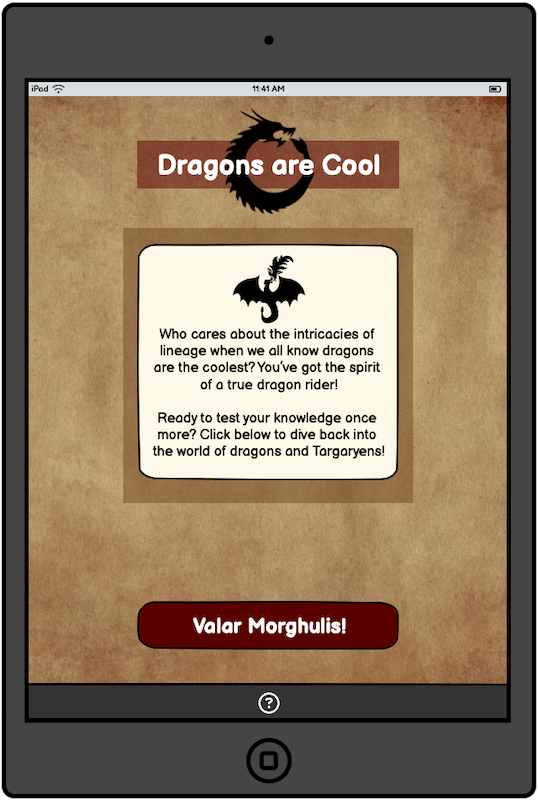 iPad 11:41 AM
Dragons are Cool
Who cares about the intricacies of
lineage when we all know dragons
are the coolest? You've got the spirit
of a true dragon rider!
Ready to test your knowledge once
more? Click below to dive back into
the world of dragons and Targaryens!
Valar Morghulis!
?